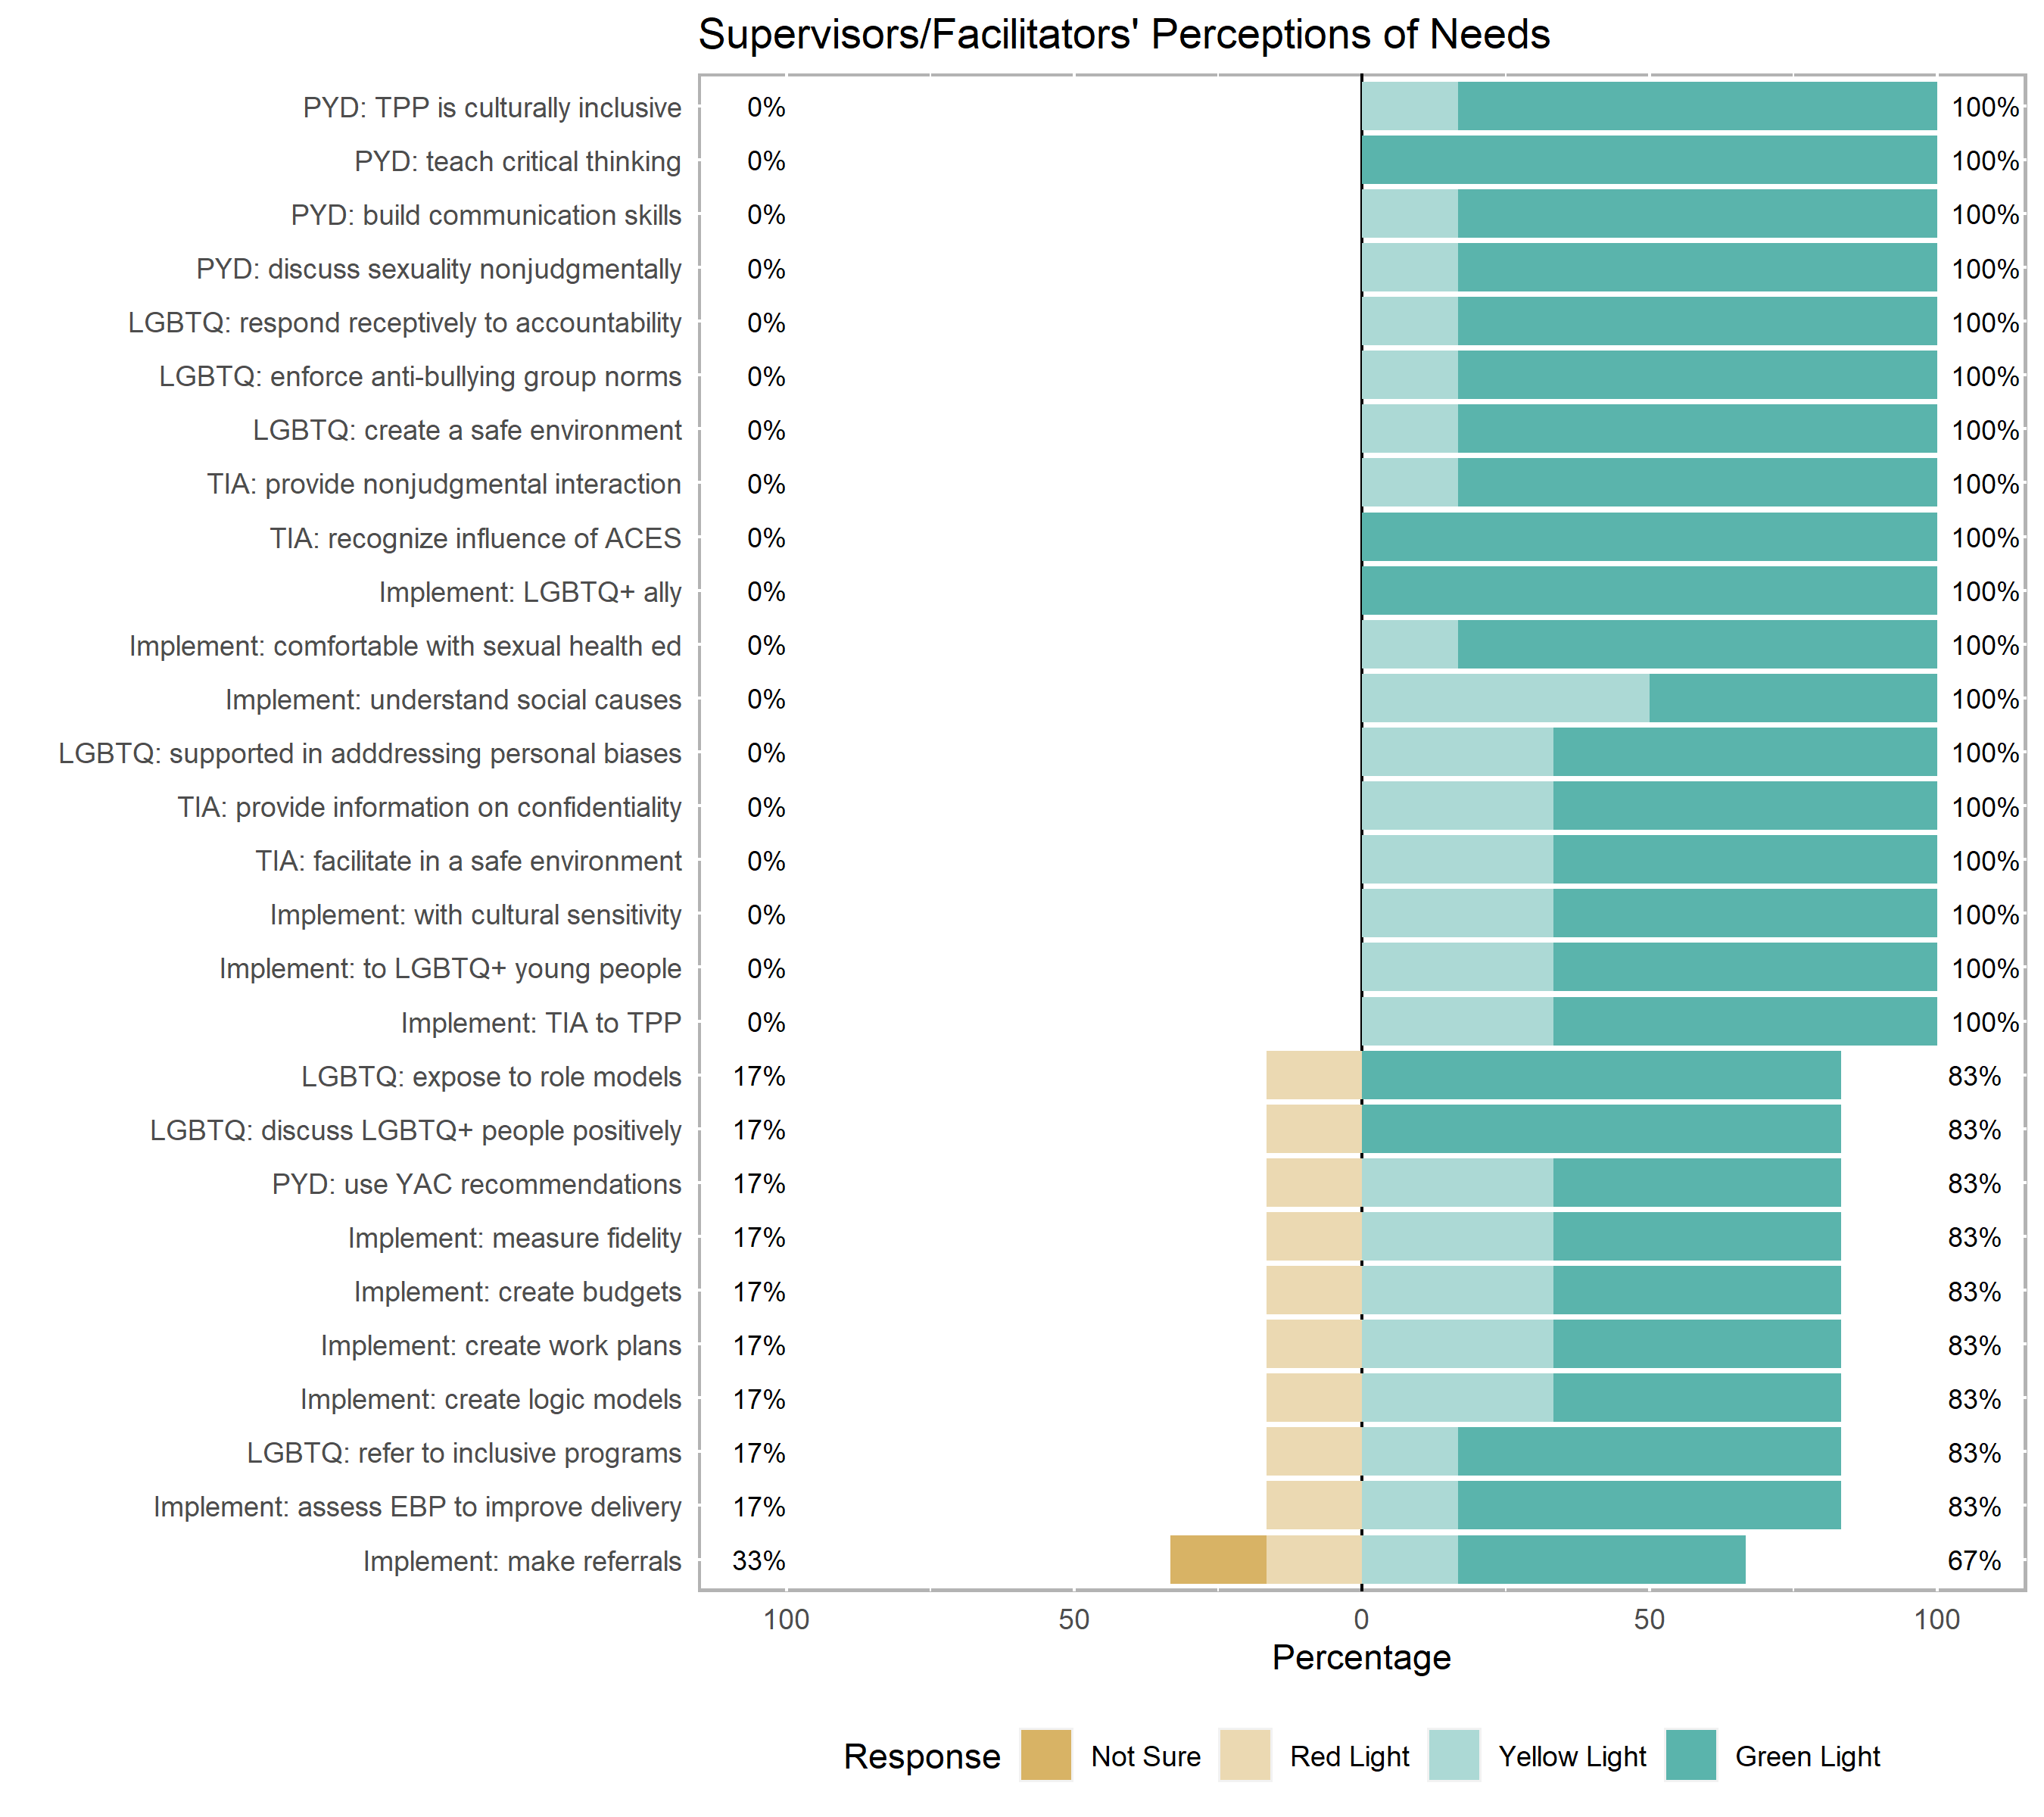 Supervisors/Facilitators' Perceptions of Needs
PYD: TPP is culturally inclusive 0% 100%
PYD: teach critical thinking 0% 100%
PYD: build communication skills 0% 100%
PYD: discuss sexuality nonjudgmentally 0% 100%
LGBTQ: respond receptively to accountability 0% 100%
LGBTQ: enforce anti-bullying group norms 0% 100%
LGBTQ: create a safe environment 0% 100%
TIA: provide nonjudgmental interaction 0% 100%
TIA: recognize influence of ACES 0% 100%
Implement: LGBTQ+ ally 0% 100%
Implement: comfortable with sexual health ed 0% 100%
Implement: understand social causes 0% 100%
LGBTQ: supported in adddressing personal biases 0% 100%
TIA: provide information on confidentiality 0% 100%
TIA: facilitate in a safe environment 0% 100%
Implement: with cultural sensitivity 0% 100%
Implement: to LGBTQ+ young people 0% 100%
Implement: TIA to TPP 0% 100%
LGBTQ: expose to role models 17% 83%
LGBTQ: discuss LGBTQ+ people positively 17% 83%
PYD: use YAC recommendations 17% 83%
Implement: measure fidelity 17% 83%
Implement: create budgets 17% 83%
Implement: create work plans 17% 83%
Implement: create logic models 17% 83%
LGBTQ: refer to inclusive programs 17% 83%
Implement: assess EBP to improve delivery 17% 83%
Implement: make referrals 33% 67%
100 50 0 50 100
Percentage
Response Not Sure Red Light Yellow Light Green Light